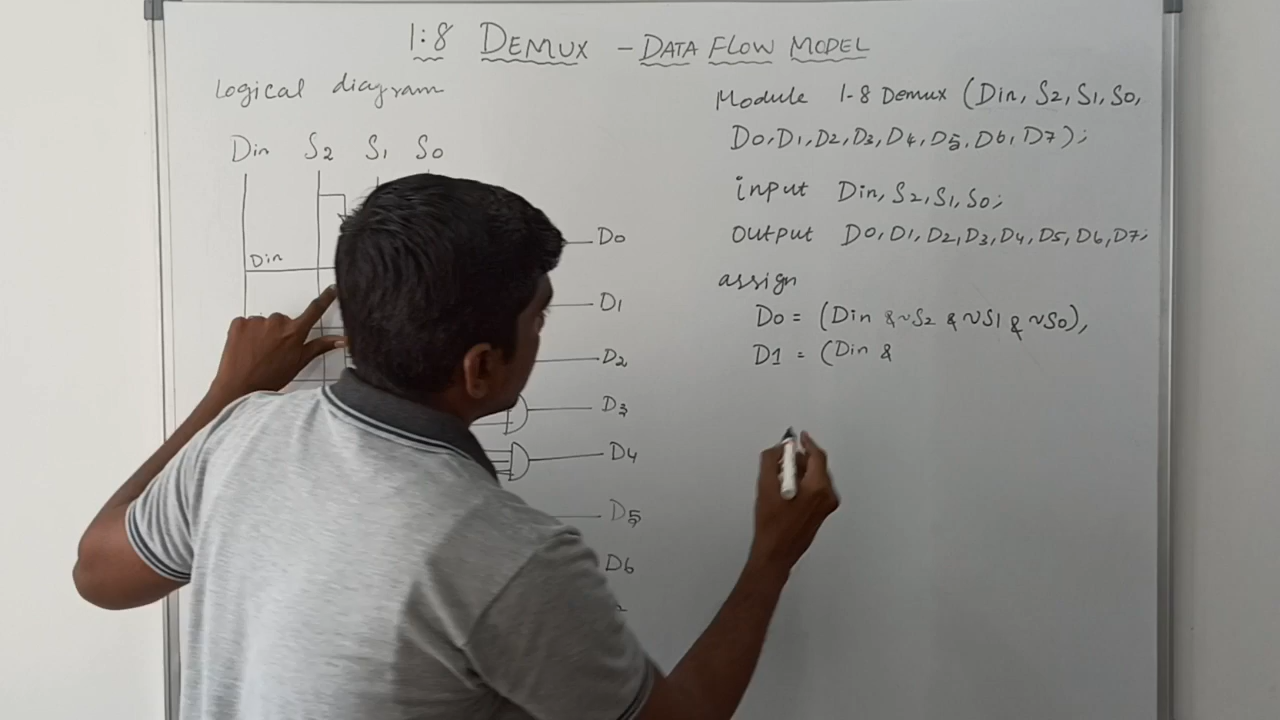 1:8 DEMUX - DATA FLOW MODEL
Logical diagram
Din S2 S1 S0
Din
D0
D1
D2
D3
D4
D5
D6
Module 1-8 Demux (Din, S2, S1, S0,
D0, D1, D2, D3, D4, D5, D6, D7);
input Din, S2, S1, S0;
output D0, D1, D2, D3, D4, D5, D6, D7;
assign
D0 = (Din & ~S2 & ~S1 & ~S0),
D1 = (Din &